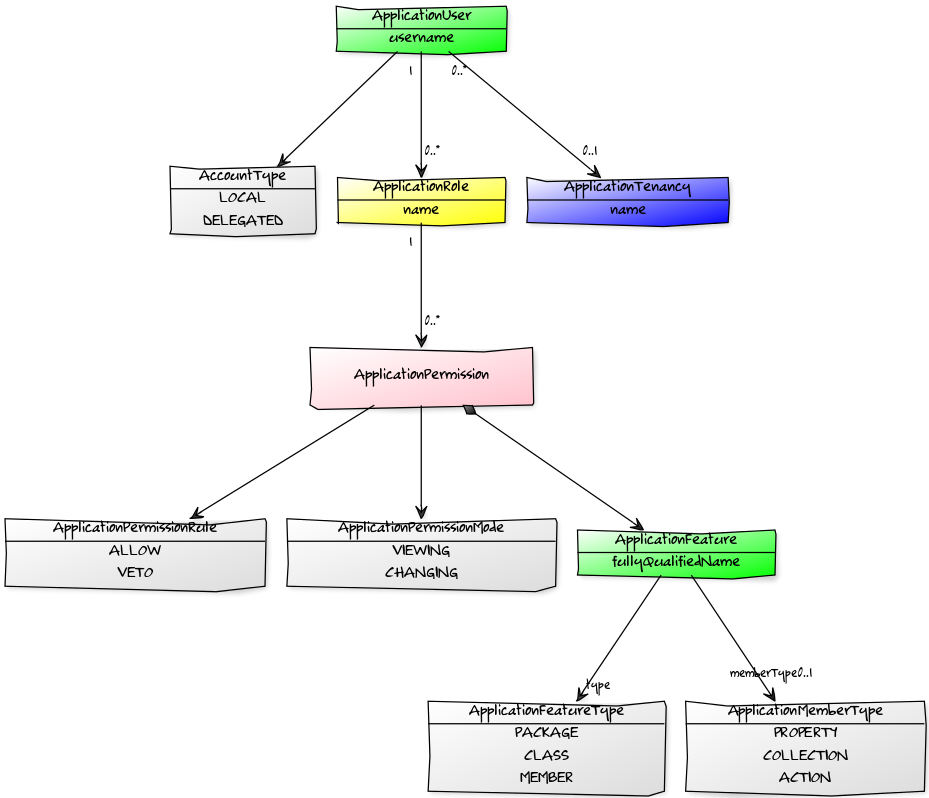 ApplicationUser
username
1
0..*
0..*
0..1
AccountType
LOCAL
DELEGATED
ApplicationRole
name
ApplicationTenancy
name
1
0..*
ApplicationPermission
ApplicationPermissionRule
ALLOW
VETO
ApplicationPermissionMode
VIEWING
CHANGING
ApplicationFeature
fullyQualifiedName
type
memberType0..1
ApplicationFeatureType
PACKAGE
CLASS
MEMBER
ApplicationMemberType
PROPERTY
COLLECTION
ACTION